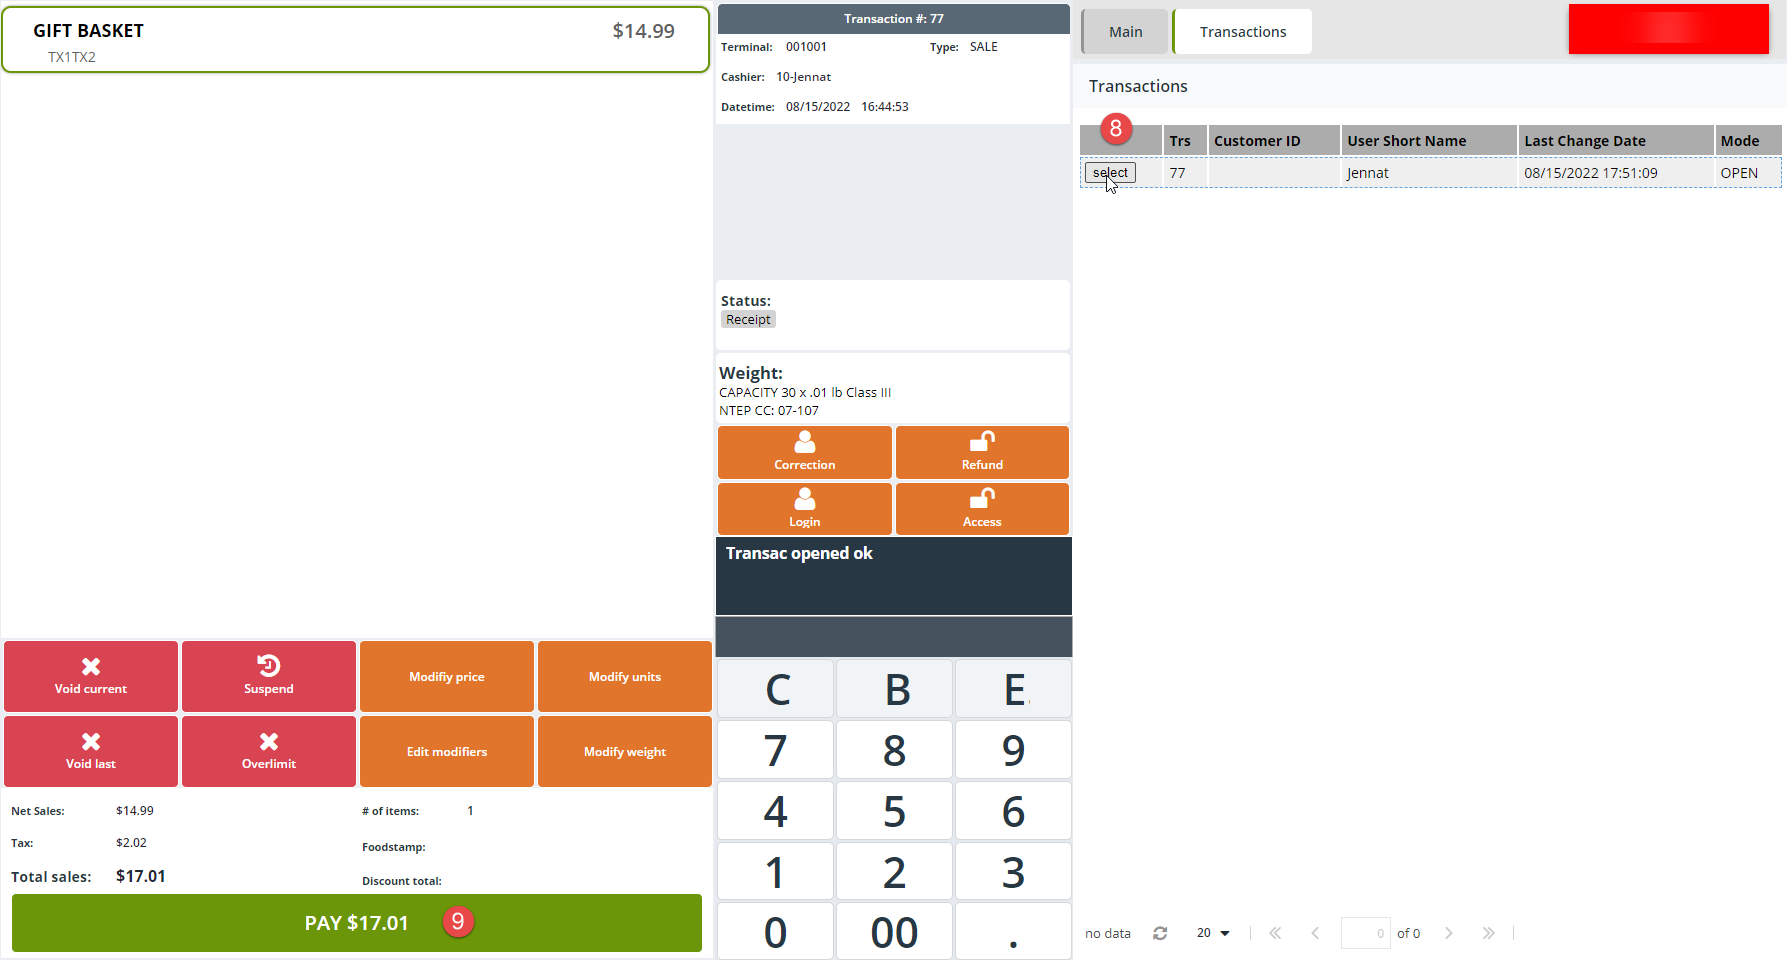 GIFT BASKET $14.99
TX1TX2
Void current
Suspend
Modifiy price
Modify units
Void last
Overlimit
Edit modifiers
Modify weight
Net Sales: $14.99 # of items: 1
Tax: $2.02 Foodstamp:
Total sales: $17.01 Discount total:
PAY $17.01 9
Transaction #: 77
Terminal: 001001 Type: SALE
Cashier: 10-Jennat
Datetime: 08/15/2022 16:44:53
Status:
Receipt
Weight:
CAPACITY 30 x .01 lb Class III
NTEP CC: 07-107
Correction
Refund
Login
Access
Transac opened ok
C B E
7 8 9
4 5 6
1 2 3
0 00 .
Main Transactions
Transactions
8 Trs Customer ID User Short Name Last Change Date Mode
select 77 Jennat 08/15/2022 17:51:09 OPEN
no data 20 0 of 0